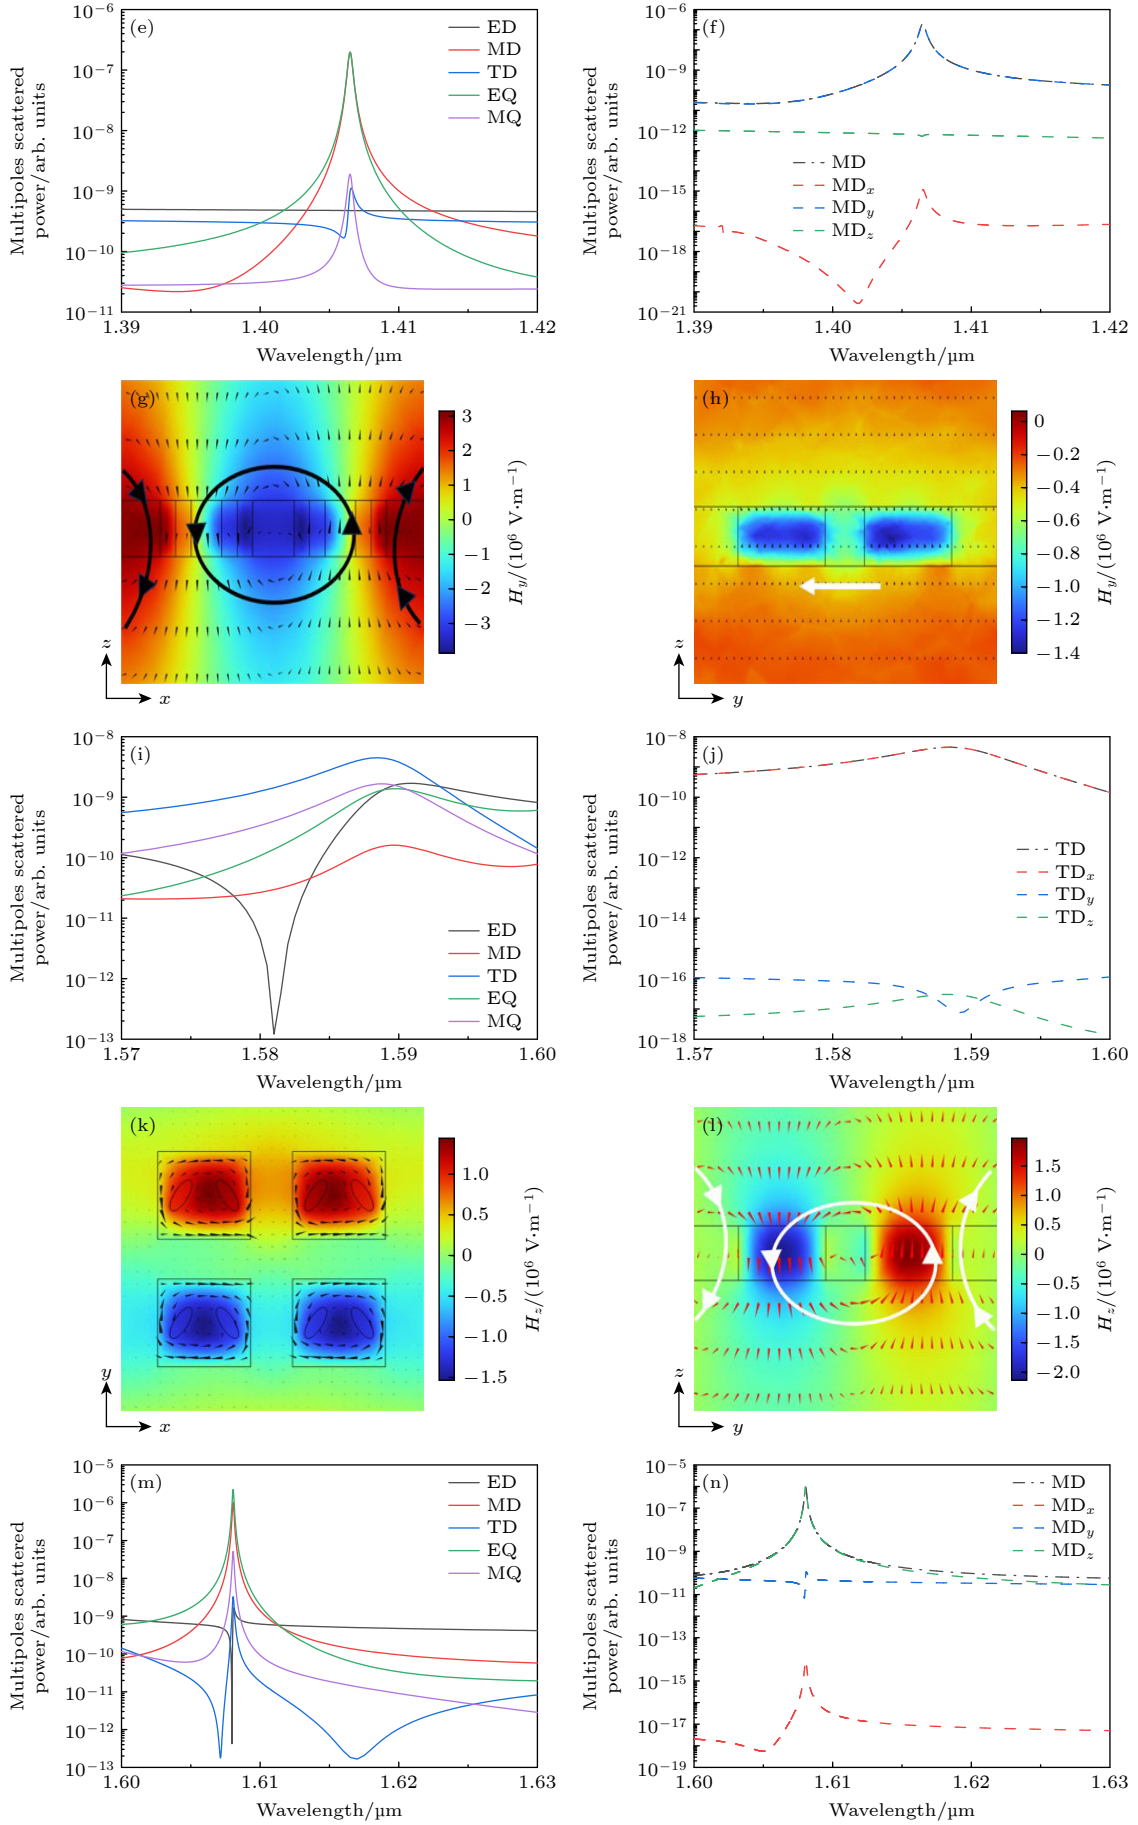 (e)
10⁻⁶
10⁻⁷
10⁻⁸
10⁻⁹
10⁻¹⁰
10⁻¹¹
Multipoles scattered
power/arb. units
ED
MD
TD
EQ
MQ
1.39
1.40
1.41
1.42
Wavelength/µm
(f)
10⁻⁶
10⁻⁹
10⁻¹²
10⁻¹⁵
10⁻¹⁸
10⁻²¹
Multipoles scattered
power/arb. units
MD
MDₓ
MD_y
MD_z
1.39
1.40
1.41
1.42
Wavelength/µm
(g)
3
2
1
0
−1
−2
−3
H_y/(10⁶ V·m⁻¹)
z
x
(h)
0
−0.2
−0.4
−0.6
−0.8
−1.0
−1.2
−1.4
H_y/(10⁶ V·m⁻¹)
z
y
(i)
10⁻⁸
10⁻⁹
10⁻¹⁰
10⁻¹¹
10⁻¹²
10⁻¹³
Multipoles scattered
power/arb. units
ED
MD
TD
EQ
MQ
1.57
1.58
1.59
1.60
Wavelength/µm
(j)
10⁻⁸
10⁻¹⁰
10⁻¹²
10⁻¹⁴
10⁻¹⁶
10⁻¹⁸
Multipoles scattered
power/arb. units
TD
TDₓ
TD_y
TD_z
1.57
1.58
1.59
1.60
Wavelength/µm
(k)
1.0
0.5
0
−0.5
−1.0
−1.5
H_z/(10⁶ V·m⁻¹)
y
x
(l)
1.5
1.0
0.5
0
−0.5
−1.0
−1.5
−2.0
H_z/(10⁶ V·m⁻¹)
z
y
(m)
10⁻⁵
10⁻⁶
10⁻⁷
10⁻⁸
10⁻⁹
10⁻¹⁰
10⁻¹¹
10⁻¹²
10⁻¹³
Multipoles scattered
power/arb. units
ED
MD
TD
EQ
MQ
1.60
1.61
1.62
1.63
Wavelength/µm
(n)
10⁻⁵
10⁻⁷
10⁻⁹
10⁻¹¹
10⁻¹³
10⁻¹⁵
10⁻¹⁷
10⁻¹⁹
Multipoles scattered
power/arb. units
MD
MDₓ
MD_y
MD_z
1.60
1.61
1.62
1.63
Wavelength/µm